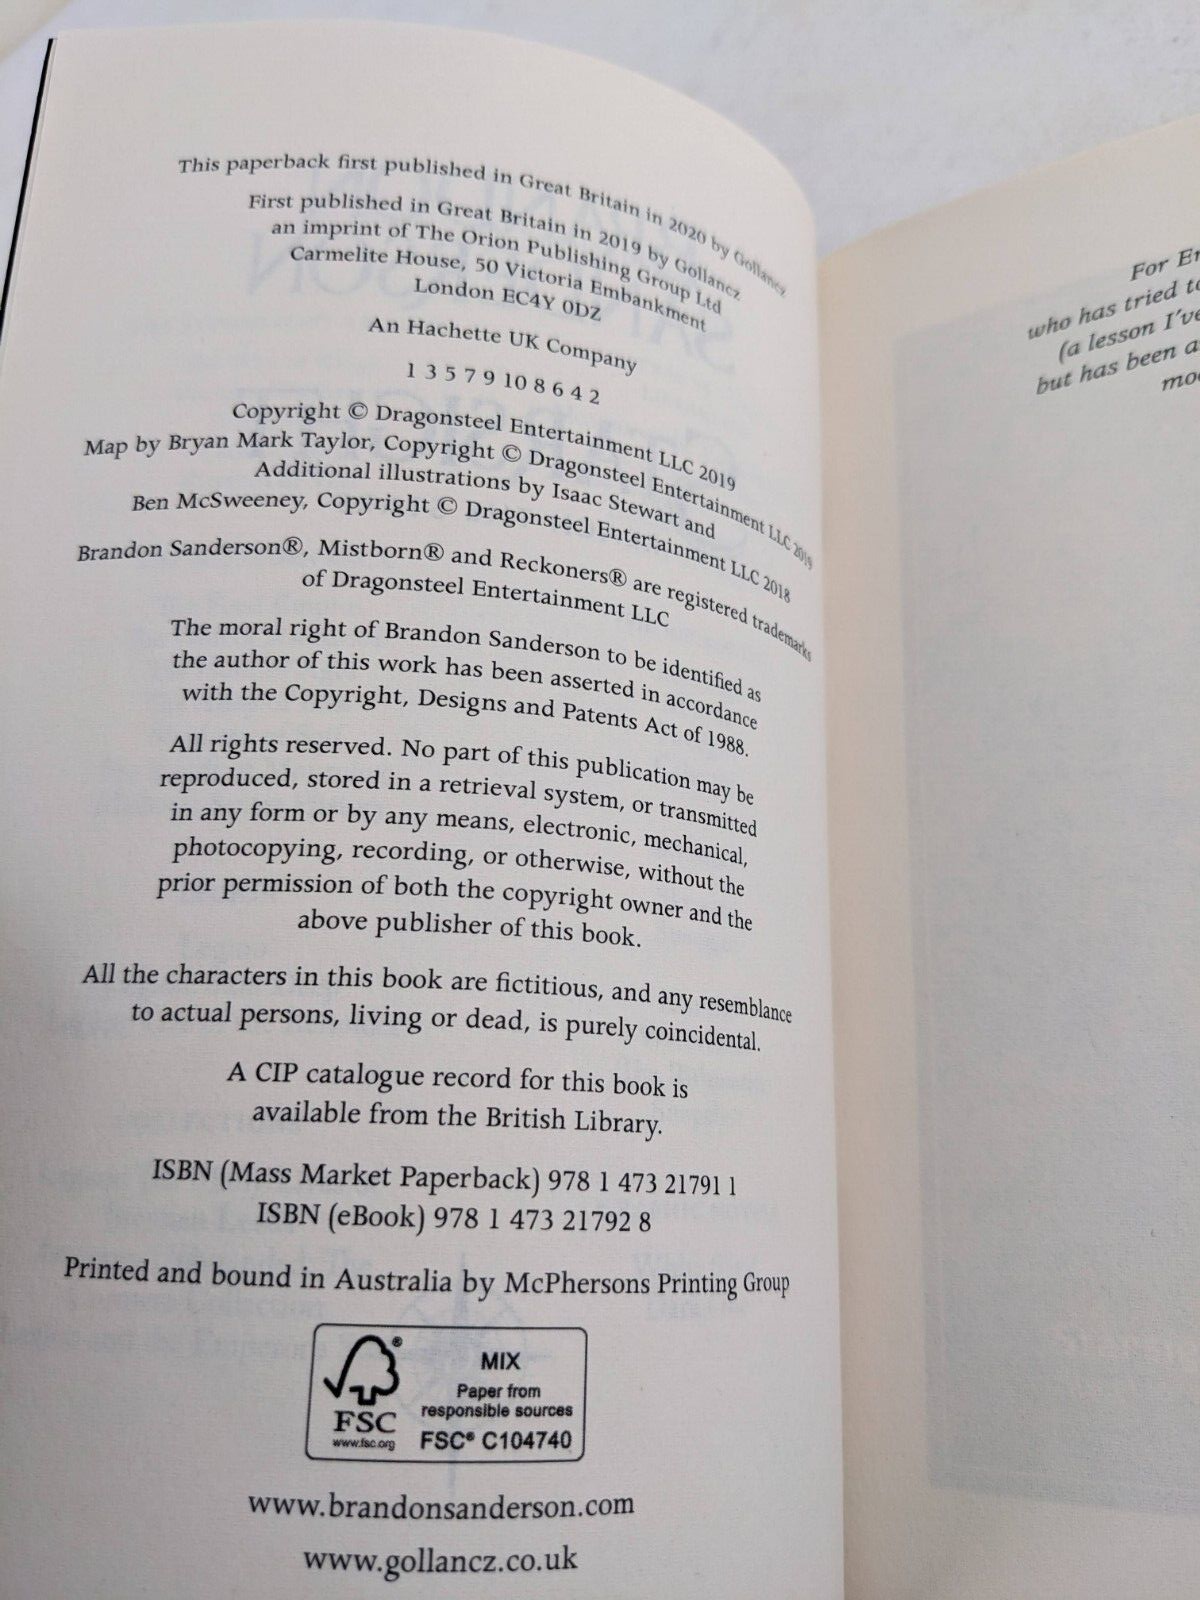 This paperback first published in Great Britain in 2020 by Gollancz
First published in Great Britain in 2019 by Gollancz
an imprint of The Orion Publishing Group Ltd
Carmelite House, 50 Victoria Embankment
London EC4Y 0DZ
An Hachette UK Company
1 3 5 7 9 10 8 6 4 2
Copyright © Dragonsteel Entertainment LLC 2019
Map by Bryan Mark Taylor, Copyright © Dragonsteel Entertainment LLC 2019
Additional illustrations by Isaac Stewart and
Ben McSweeney, Copyright © Dragonsteel Entertainment LLC 2018
Brandon Sanderson®, Mistborn® and Reckoners® are registered trademarks
of Dragonsteel Entertainment LLC
The moral right of Brandon Sanderson to be identified as
the author of this work has been asserted in accordance
with the Copyright, Designs and Patents Act of 1988.
All rights reserved. No part of this publication may be
reproduced, stored in a retrieval system, or transmitted
in any form or by any means, electronic, mechanical,
photocopying, recording, or otherwise, without the
prior permission of both the copyright owner and the
above publisher of this book.
All the characters in this book are fictitious, and any resemblance
to actual persons, living or dead, is purely coincidental.
A CIP catalogue record for this book is
available from the British Library.
ISBN (Mass Market Paperback) 978 1 473 21791 1
ISBN (eBook) 978 1 473 21792 8
Printed and bound in Australia by McPhersons Printing Group
FSC®
www.fsc.org
MIX
Paper from
responsible sources
FSC® C104740
www.brandonsanderson.com
www.gollancz.co.uk
For
who has tried
(a lesson I've
but has been